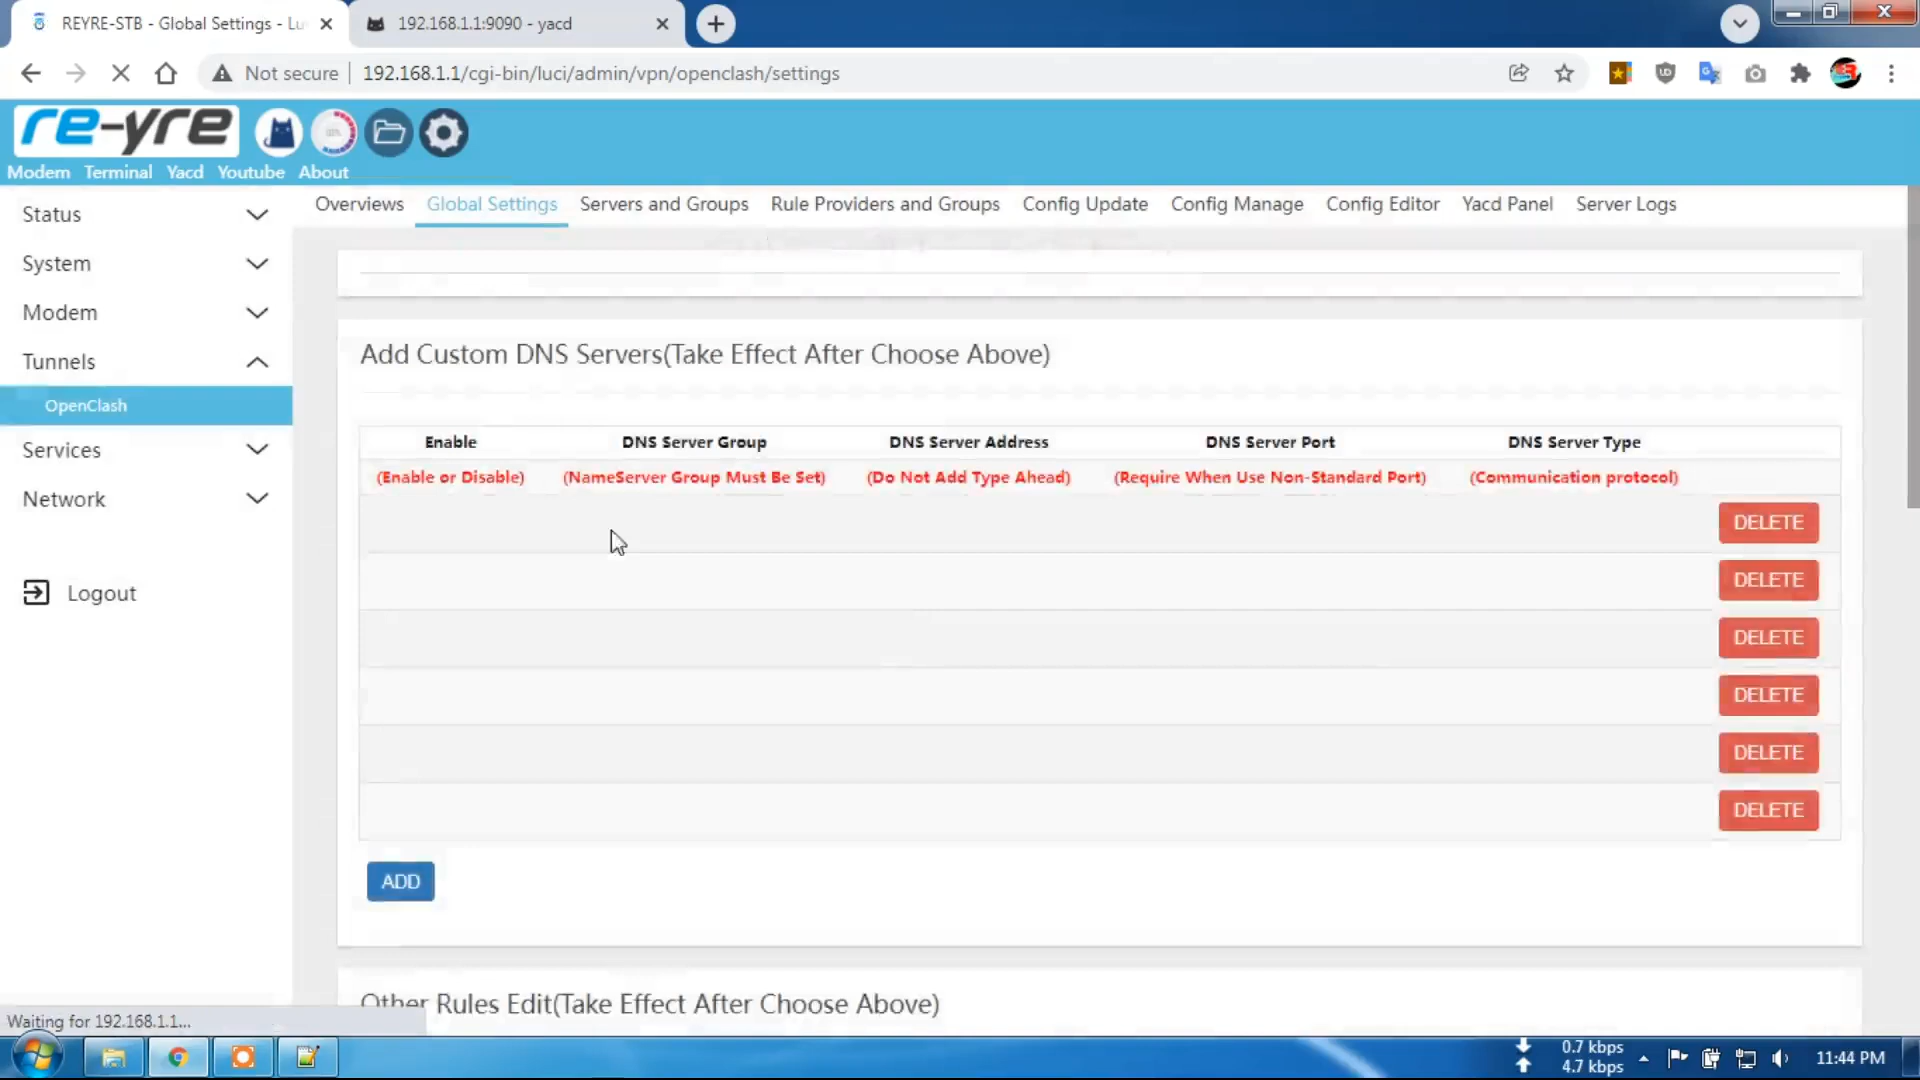 REYRE-STB - Global Settings - Lu
192.168.1.1:9090 - yacd
Not secure
192.168.1.1/cgi-bin/luci/admin/vpn/openclash/settings
re-yre
Modem Terminal Yacd Youtube About
Overviews Global Settings Servers and Groups Rule Providers and Groups Config Update Config Manage Config Editor Yacd Panel Server Logs
Status
System
Modem
Tunnels
OpenClash
Services
Network
Logout
Add Custom DNS Servers(Take Effect After Choose Above)
Enable DNS Server Group DNS Server Address DNS Server Port DNS Server Type
(Enable or Disable) (NameServer Group Must Be Set) (Do Not Add Type Ahead) (Require When Use Non-Standard Port) (Communication protocol)
DELETE
DELETE
DELETE
DELETE
DELETE
DELETE
ADD
Other Rules Edit(Take Effect After Choose Above)
Waiting for 192.168.1.1...
0.7 kbps
4.7 kbps
11:44 PM